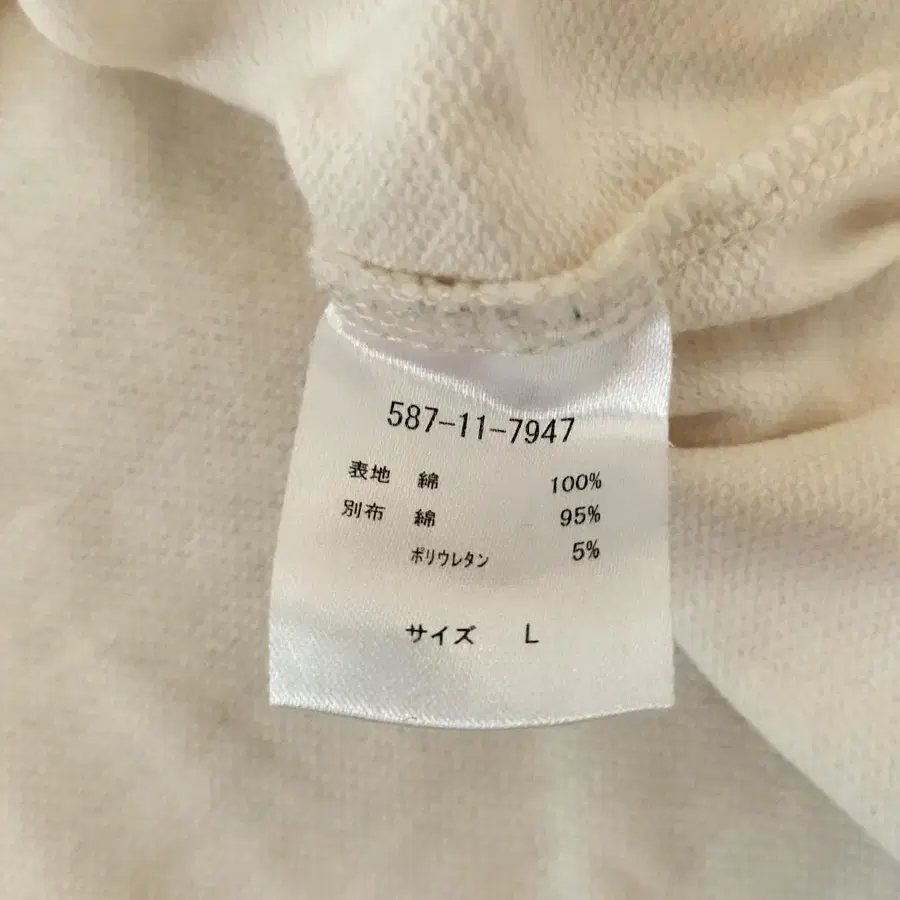 587-11-7947
表地 綿 100%
別布 綿 95%
ポリウレタン 5%
サイズ L